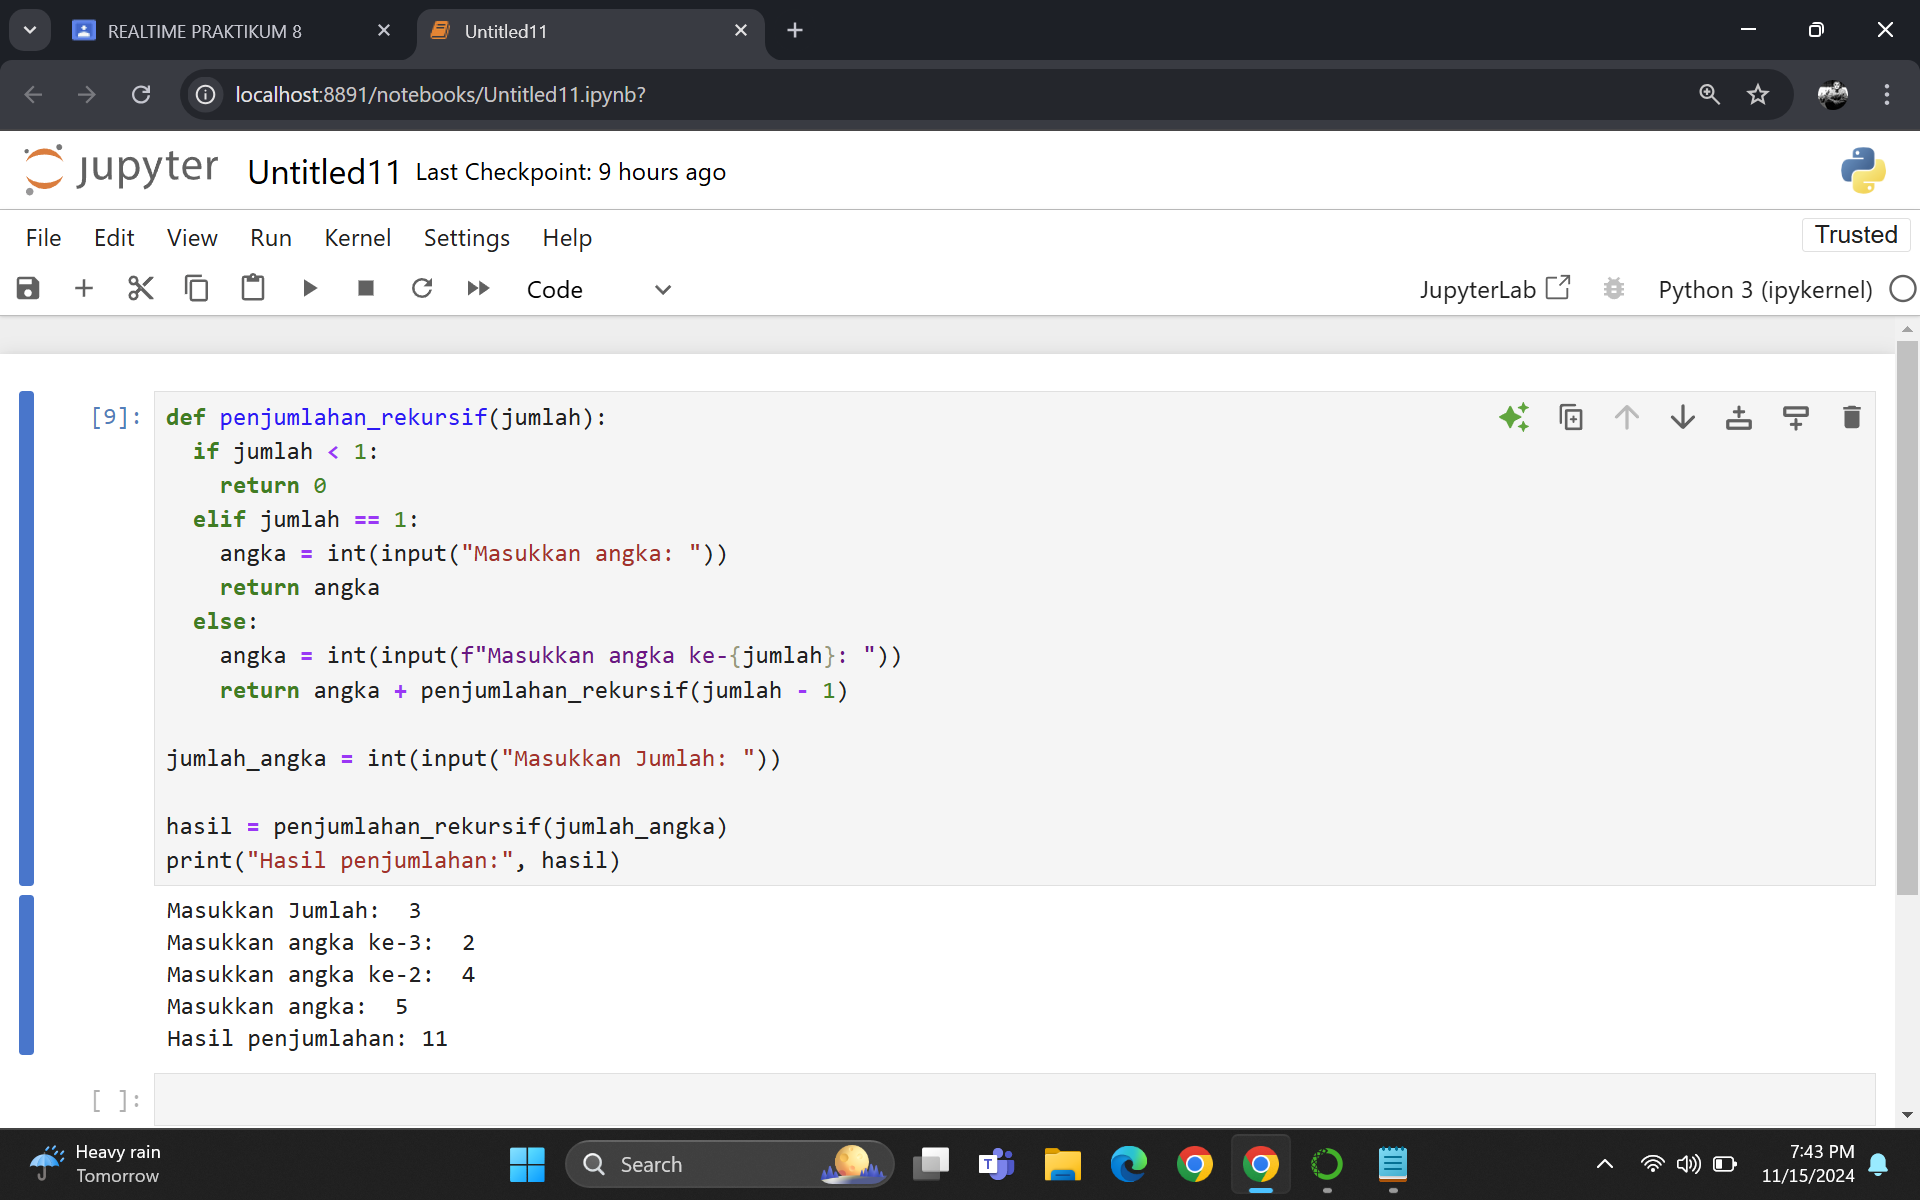 REALTIME PRAKTIKUM 8
Untitled11
localhost:8891/notebooks/Untitled11.ipynb?
jupyter Untitled11 Last Checkpoint: 9 hours ago
File Edit View Run Kernel Settings Help
Trusted
Code
JupyterLab
Python 3 (ipykernel)
[9]:
def penjumlahan_rekursif(jumlah):
  if jumlah < 1:
    return 0
  elif jumlah == 1:
    angka = int(input("Masukkan angka: "))
    return angka
  else:
    angka = int(input(f"Masukkan angka ke-{jumlah}: "))
    return angka + penjumlahan_rekursif(jumlah - 1)
jumlah_angka = int(input("Masukkan Jumlah: "))
hasil = penjumlahan_rekursif(jumlah_angka)
print("Hasil penjumlahan:", hasil)
Masukkan Jumlah:  3
Masukkan angka ke-3:  2
Masukkan angka ke-2:  4
Masukkan angka:  5
Hasil penjumlahan: 11
[ ]:
Heavy rain
Tomorrow
Search
T
7:43 PM
11/15/2024